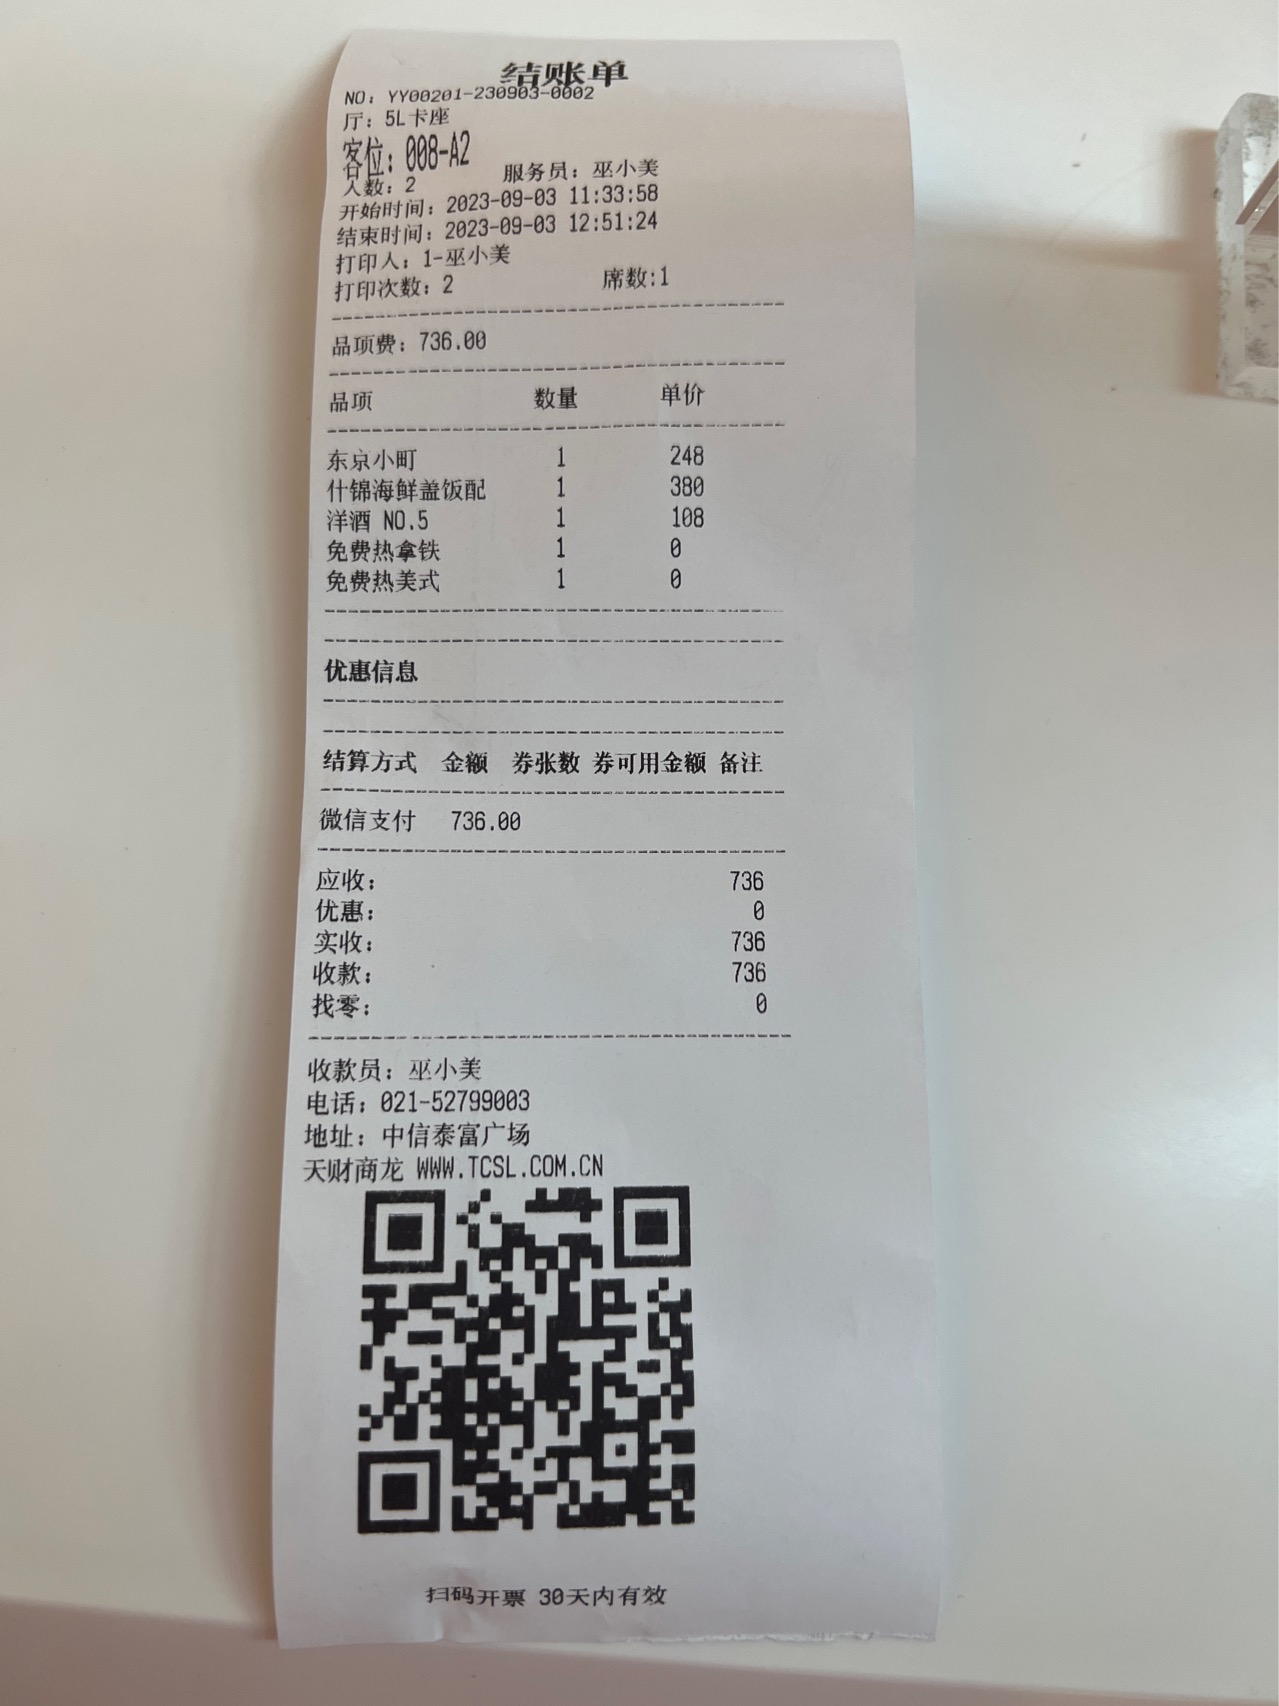 结账单
NO: YY00201-230903-0002
厅: 5L卡座
客位: 008-A2
人数: 2 服务员: 巫小美
开始时间: 2023-09-03 11:33:58
结束时间: 2023-09-03 12:51:24
打印人: 1-巫小美
打印次数: 2 席数:1
品项费: 736.00
品项 数量 单价
东京小町 1 248
什锦海鲜盖饭配 1 380
洋酒 NO.5 1 108
免费热拿铁 1 0
免费热美式 1 0
优惠信息
结算方式 金额 券张数 券可用金额 备注
微信支付 736.00
应收: 736
优惠: 0
实收: 736
收款: 736
找零: 0
收款员: 巫小美
电话: 021-52799003
地址: 中信泰富广场
天财商龙 WWW.TCSL.COM.CN
扫码开票 30天内有效